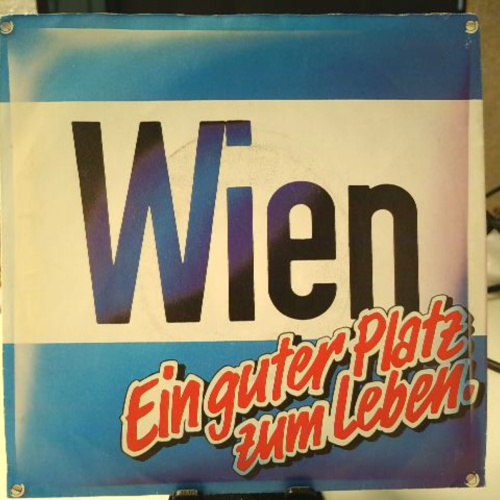 Wien
Ein guter Platz
zum Leben.